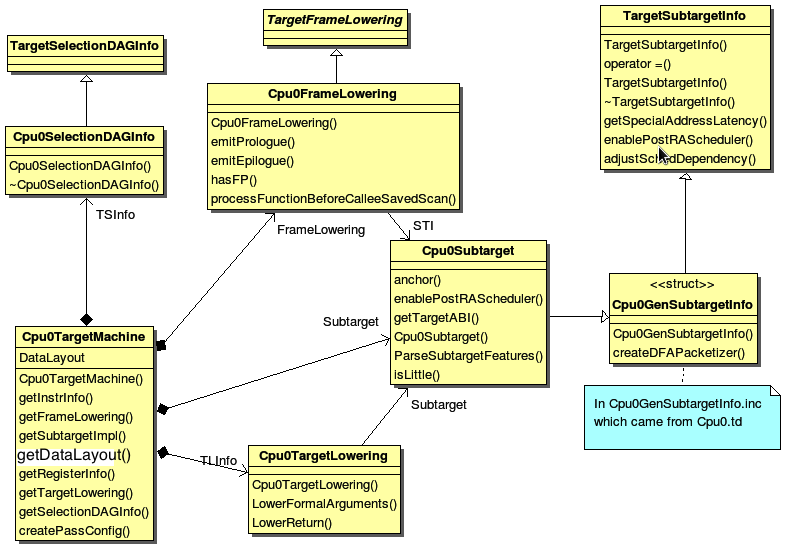 TargetSelectionDAGInfo
Cpu0SelectionDAGInfo
Cpu0SelectionDAGInfo()
~Cpu0SelectionDAGInfo()
TSInfo
TargetFrameLowering
Cpu0FrameLowering
Cpu0FrameLowering()
emitPrologue()
emitEpilogue()
hasFP()
processFunctionBeforeCalleeSavedScan()
FrameLowering
STI
TargetSubtargetInfo
TargetSubtargetInfo()
operator =()
TargetSubtargetInfo()
~TargetSubtargetInfo()
getSpecialAddressLatency()
enablePostRAScheduler()
adjustSchedDependency()
Cpu0Subtarget
anchor()
enablePostRAScheduler()
getTargetABI()
Cpu0Subtarget()
ParseSubtargetFeatures()
isLittle()
Subtarget
Subtarget
<<struct>>
Cpu0GenSubtargetInfo
Cpu0GenSubtargetInfo()
createDFAPacketizer()
In Cpu0GenSubtargetInfo.inc
which came from Cpu0.td
Cpu0TargetMachine
DataLayout
Cpu0TargetMachine()
getInstrInfo()
getFrameLowering()
getSubtargetImpl()
getDataLayout()
getRegisterInfo()
getTargetLowering()
getSelectionDAGInfo()
createPassConfig()
TLInfo
Cpu0TargetLowering
Cpu0TargetLowering()
LowerFormalArguments()
LowerReturn()